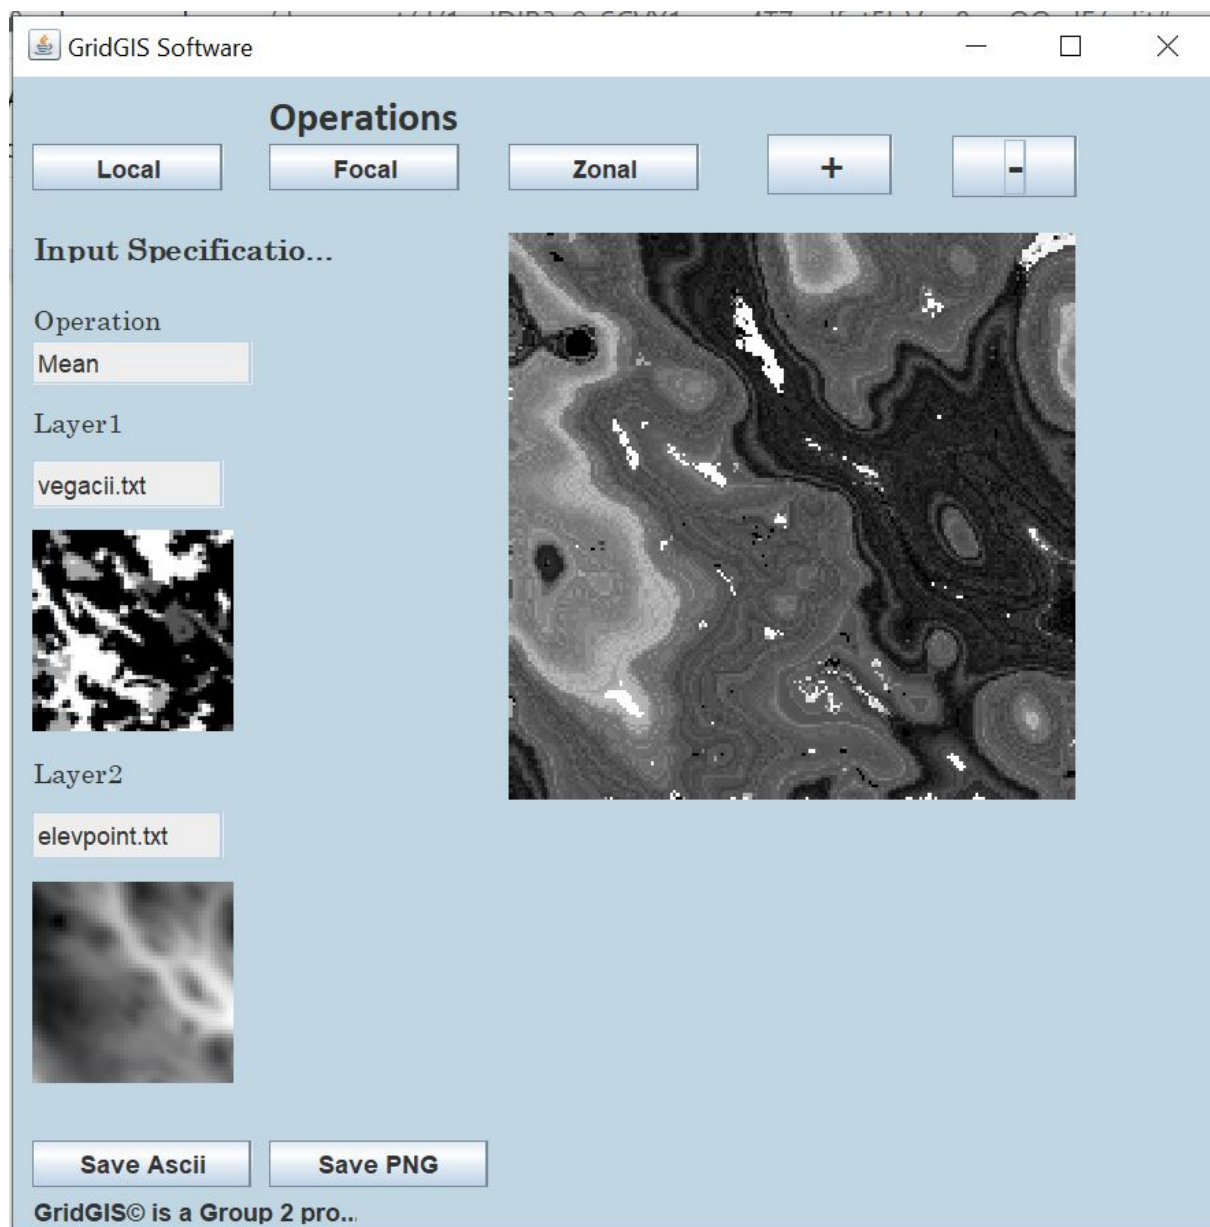 GridGIS Software
Operations
Local Focal Zonal + -
Input Specificatio...
Operation
Mean
Layer1
vegacii.txt
Layer2
elevpoint.txt
Save Ascii Save PNG
GridGIS© is a Group 2 pro...